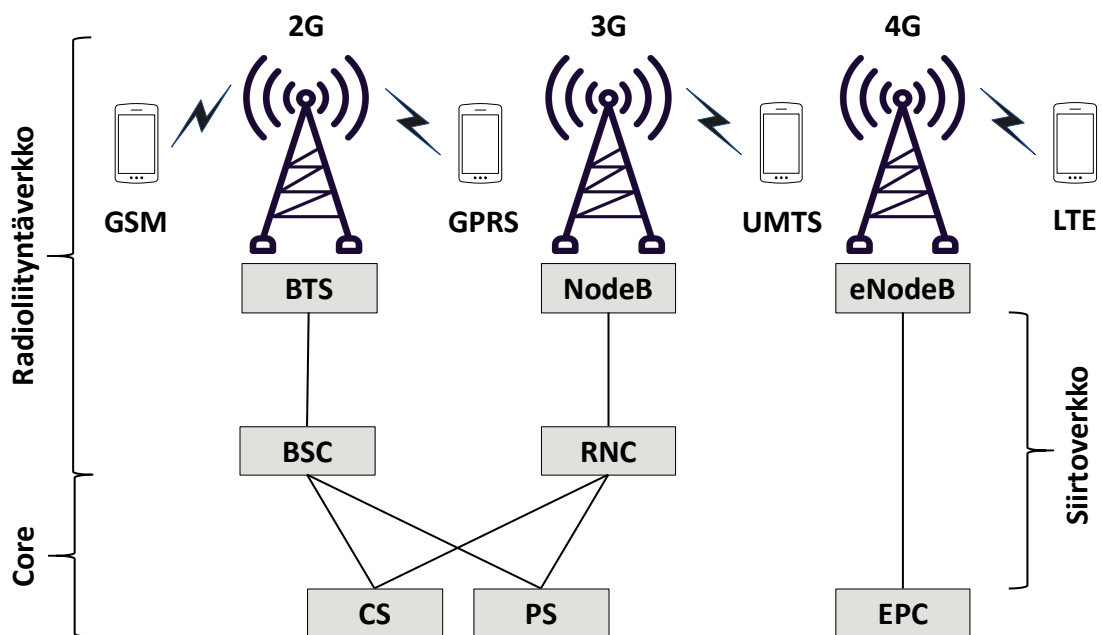 2G
3G
4G
GSM
GPRS
UMTS
LTE
BTS
NodeB
eNodeB
Radioliityntäverkko
Siirtoverkko
BSC
RNC
Core
CS
PS
EPC